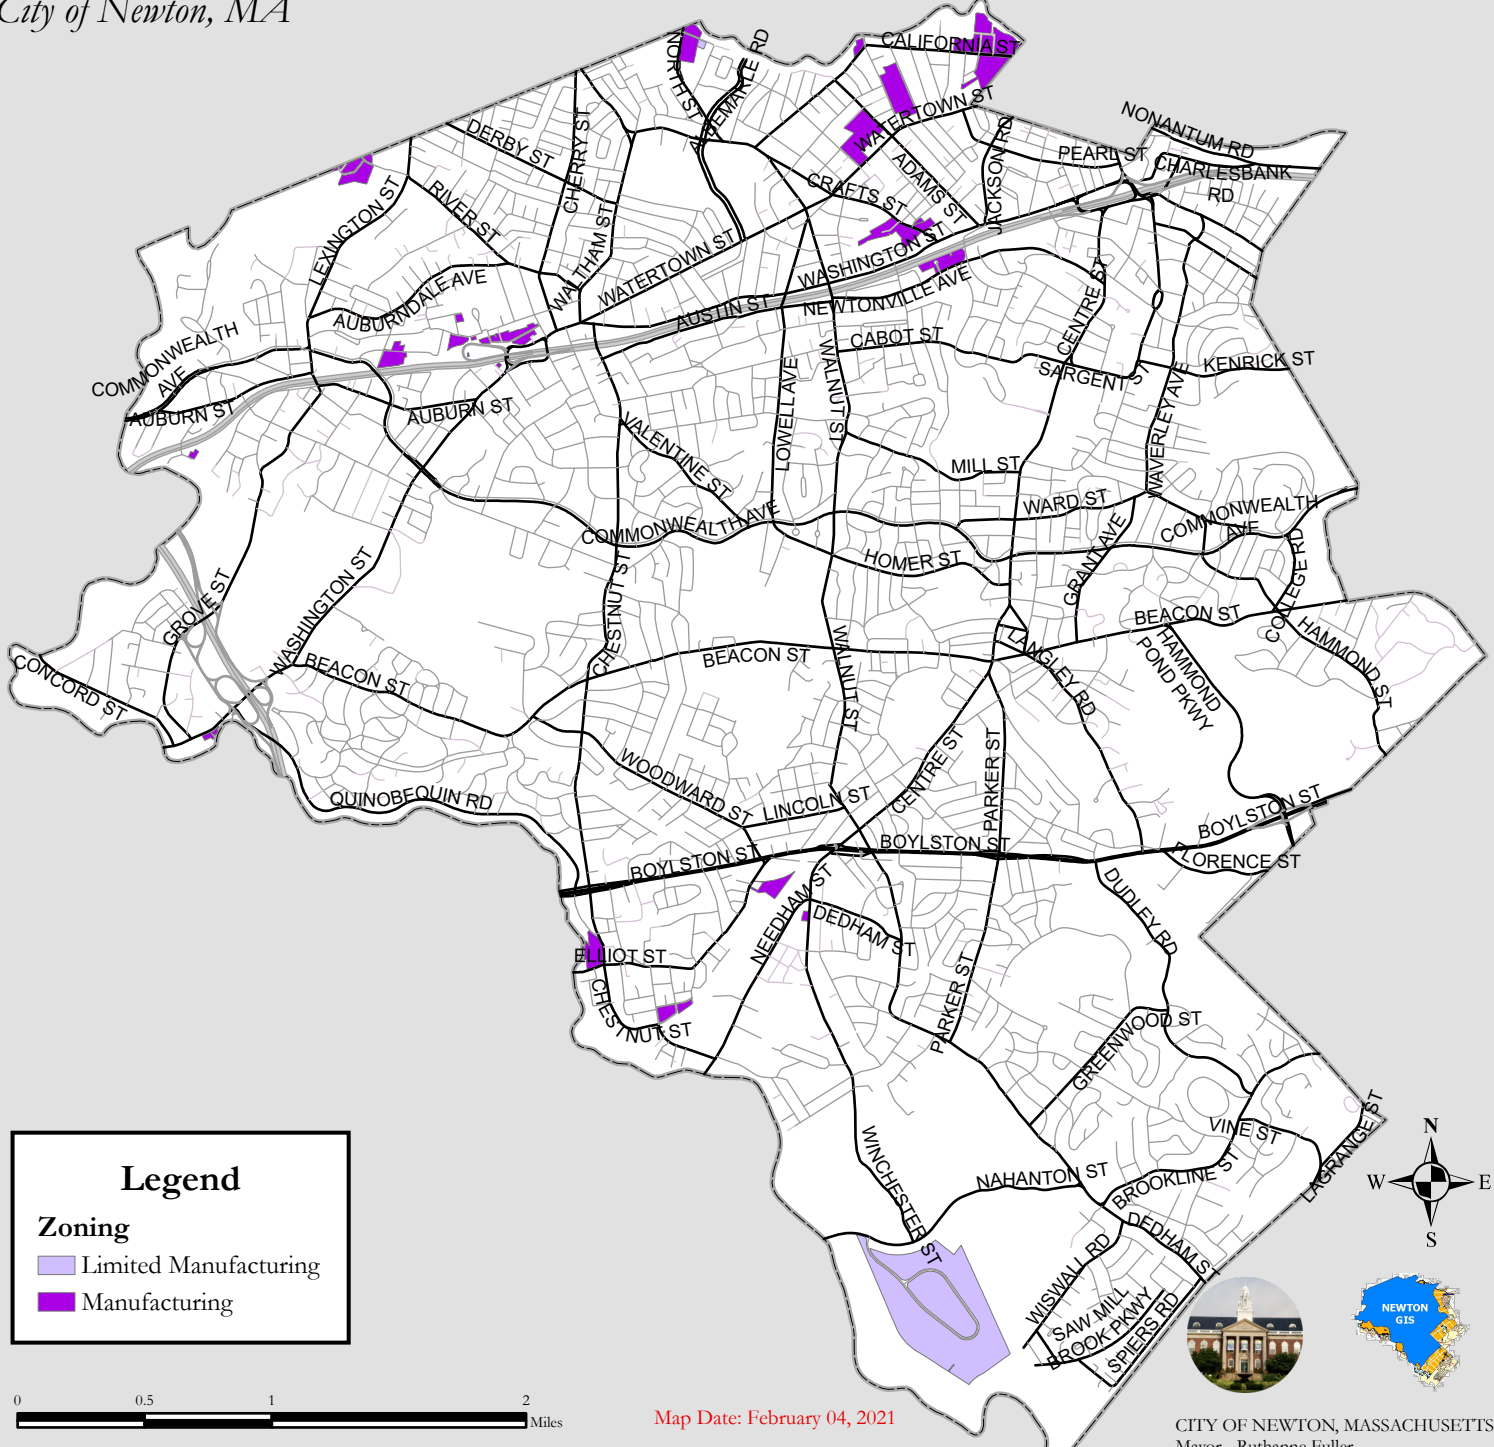 City of Newton, MA
CALIFORNIA ST
NORTH ST
ALBEMARLE RD
WATERTOWN ST
NONANTUM RD
DERBY ST
CHERRY ST
PEARL ST
CHARLESBANK
RD
ADAMS ST
JACKSON RD
CRAFTS ST
LEXINGTON ST
RIVER ST
WALTHAM ST
WATERTOWN ST
WASHINGTON ST
AUBURNDALE AVE
AUSTIN ST
NEWTONVILLE AVE
CENTRE ST
COMMONWEALTH
AVE
CABOT ST
SARGENT ST
KENRICK ST
AUBURN ST
AUBURN ST
LOWELL AVE
WALNUT ST
WAVERLEY AVE
VALENTINE ST
MILL ST
WARD ST
COMMONWEALTH AVE
COMMONWEALTH
AVE
HOMER ST
GRANT AVE
COLLEGE RD
GROVE ST
WASHINGTON ST
CHESTNUT ST
BEACON ST
HAMMOND ST
CONCORD ST
BEACON ST
BEACON ST
WALNUT ST
LANGLEY RD
HAMMOND
POND PKWY
WOODWARD ST
LINCOLN ST
CENTRE ST
PARKER ST
QUINOBEQUIN RD
BOYLSTON ST
BOYLSTON ST
BOYLSTON ST
FLORENCE ST
NEEDHAM ST
DEDHAM ST
DUDLEY RD
ELLIOT ST
CHESTNUT ST
PARKER ST
GREENWOOD ST
VINE ST
LAGRANGE ST
WINCHESTER ST
NAHANTON ST
BROOKLINE ST
DEDHAM ST
WISWALL RD
SAW MILL
BROOK PKWY
SPIERS RD
Legend
Zoning
Limited Manufacturing
Manufacturing
N
W E
S
NEWTON
GIS
0 0.5 1 2
Miles
Map Date: February 04, 2021
CITY OF NEWTON, MASSACHUSETTS
Mayor - Ruthanne Fuller